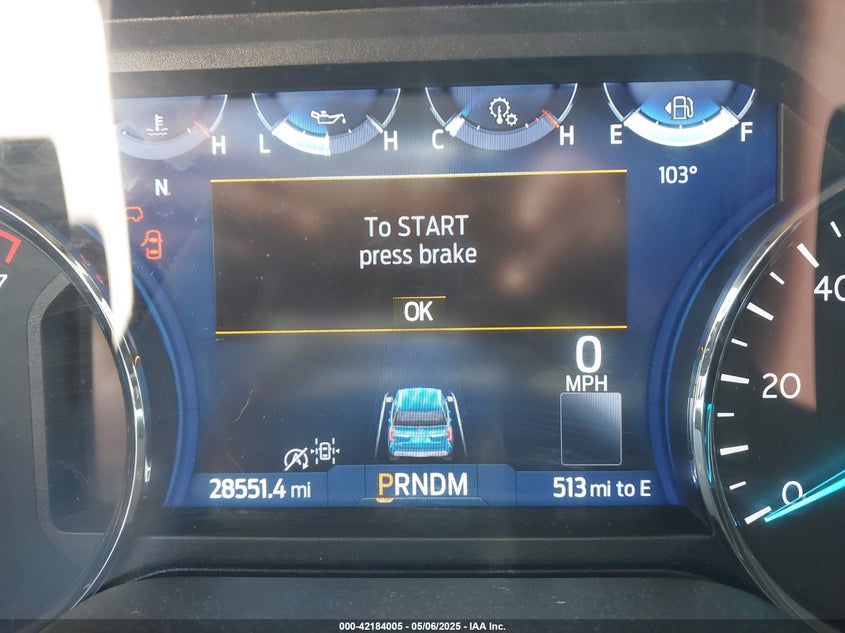 H L H C H E F
N 103°
To START
press brake
OK
0
MPH
40
20
0
28551.4 mi PRNDM 513 mi to E
000-42184005 - 05/06/2025 - IAA Inc.